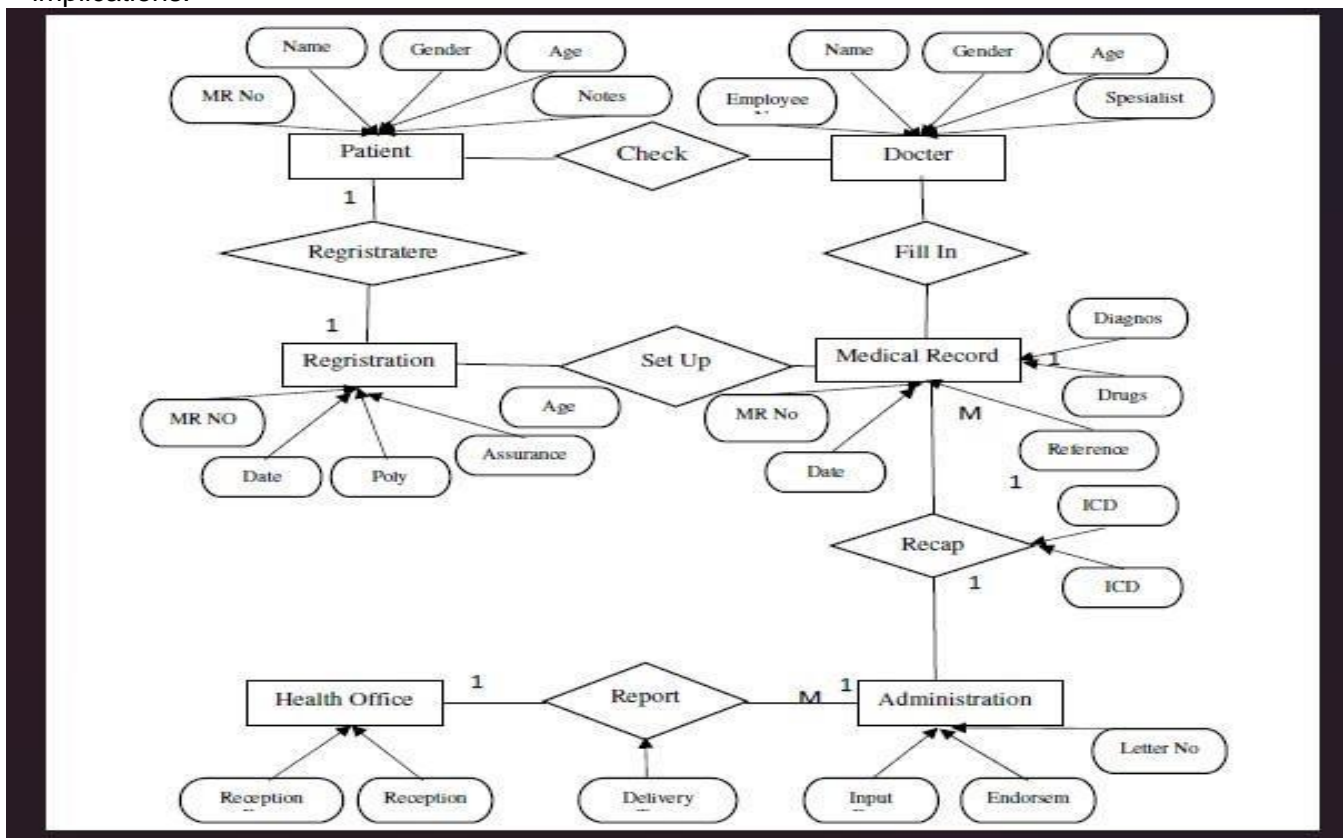 implications.
Name
Gender
Age
Name
Gender
Age
MR No
Notes
Employee
Spesialist
Patient
Check
Docter
1
Regristratere
Fill In
1
Diagnos
Regristration
Set Up
Medical Record
1
MR NO
Age
MR No
M
Drugs
Date
Poly
Assurance
Date
Reference
1
ICD
Recap
1
ICD
Health Office
1
Report
M
1
Administration
Letter No
Reception
Reception
Delivery
Input
Endorsem